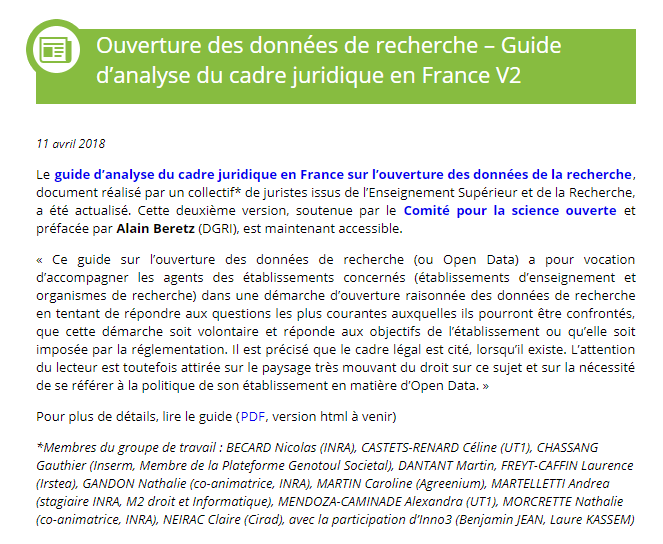 Ouverture des données de recherche – Guide
d’analyse du cadre juridique en France V2
11 avril 2018
Le guide d’analyse du cadre juridique en France sur l’ouverture des données de la recherche,
document réalisé par un collectif* de juristes issus de l’Enseignement Supérieur et de la Recherche,
a été actualisé. Cette deuxième version, soutenue par le Comité pour la science ouverte et
préfacée par Alain Beretz (DGRI), est maintenant accessible.
« Ce guide sur l’ouverture des données de recherche (ou Open Data) a pour vocation
d’accompagner les agents des établissements concernés (établissements d’enseignement et
organismes de recherche) dans une démarche d’ouverture raisonnée des données de recherche
en tentant de répondre aux questions les plus courantes auxquelles ils pourront être confrontés,
que cette démarche soit volontaire et réponde aux objectifs de l’établissement ou qu’elle soit
imposée par la réglementation. Il est précisé que le cadre légal est cité, lorsqu’il existe. L’attention
du lecteur est toutefois attirée sur le paysage très mouvant du droit sur ce sujet et sur la nécessité
de se référer à la politique de son établissement en matière d’Open Data. »
Pour plus de détails, lire le guide (PDF, version html à venir)
*Membres du groupe de travail : BECARD Nicolas (INRA), CASTETS-RENARD Céline (UT1), CHASSANG
Gauthier (Inserm, Membre de la Plateforme Genotoul Societal), DANTANT Martin, FREYT-CAFFIN Laurence
(Irstea), GANDON Nathalie (co-animatrice, INRA), MARTIN Caroline (Agreenium), MARTELLETTI Andrea
(stagiaire INRA, M2 droit et Informatique), MENDOZA-CAMINADE Alexandra (UT1), MORCRETTE Nathalie
(co-animatrice, INRA), NEIRAC Claire (Cirad), avec la participation d’Inno3 (Benjamin JEAN, Laure KASSEM)